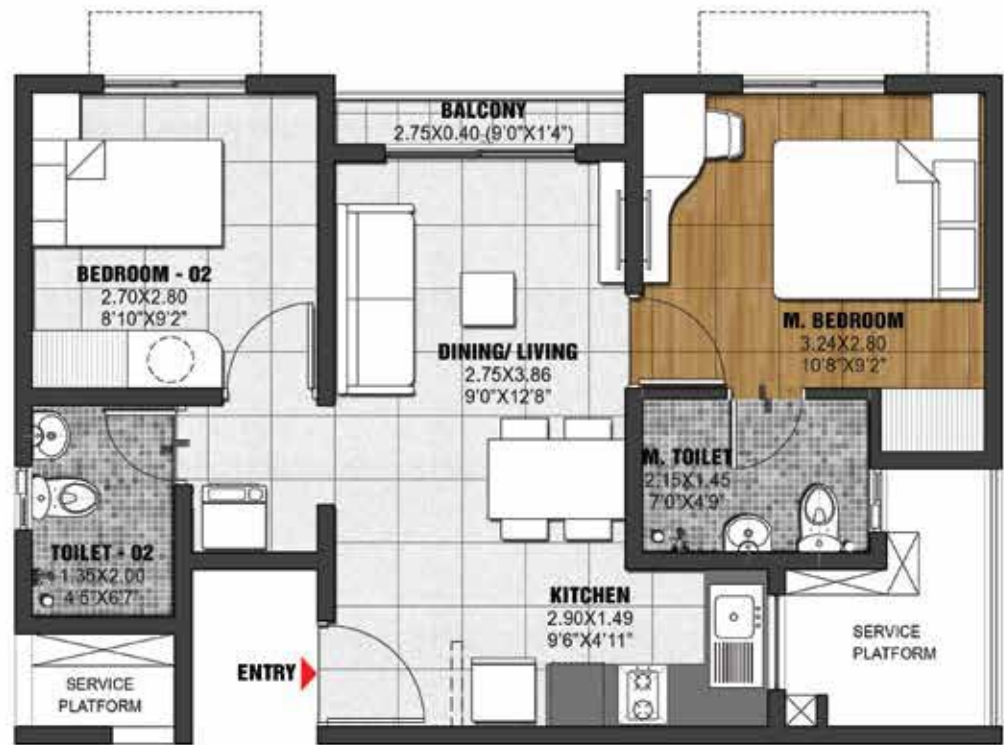 BALCONY
2.75X0.40 (9'0"X1'4")
BEDROOM - 02
2.70X2.80
8'10"X9'2"
DINING/ LIVING
2.75X3.86
9'0"X12'8"
M. BEDROOM
3.24X2.80
10'8"X9'2"
M. TOILET
2.15X1.45
7'0"X4'9"
TOILET - 02
1.35X2.00
4'5"X6'7"
KITCHEN
2.90X1.49
9'6"X4'11"
ENTRY
SERVICE
PLATFORM
SERVICE
PLATFORM